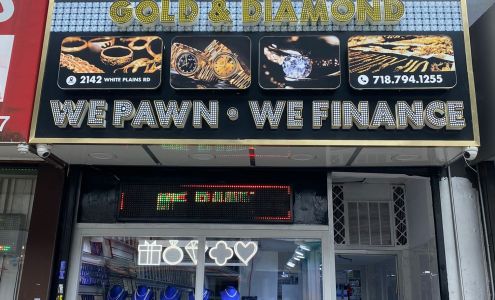 GOLD & DIAMOND
2142 WHITE PLAINS RD
718.794.1255
WE PAWN • WE FINANCE